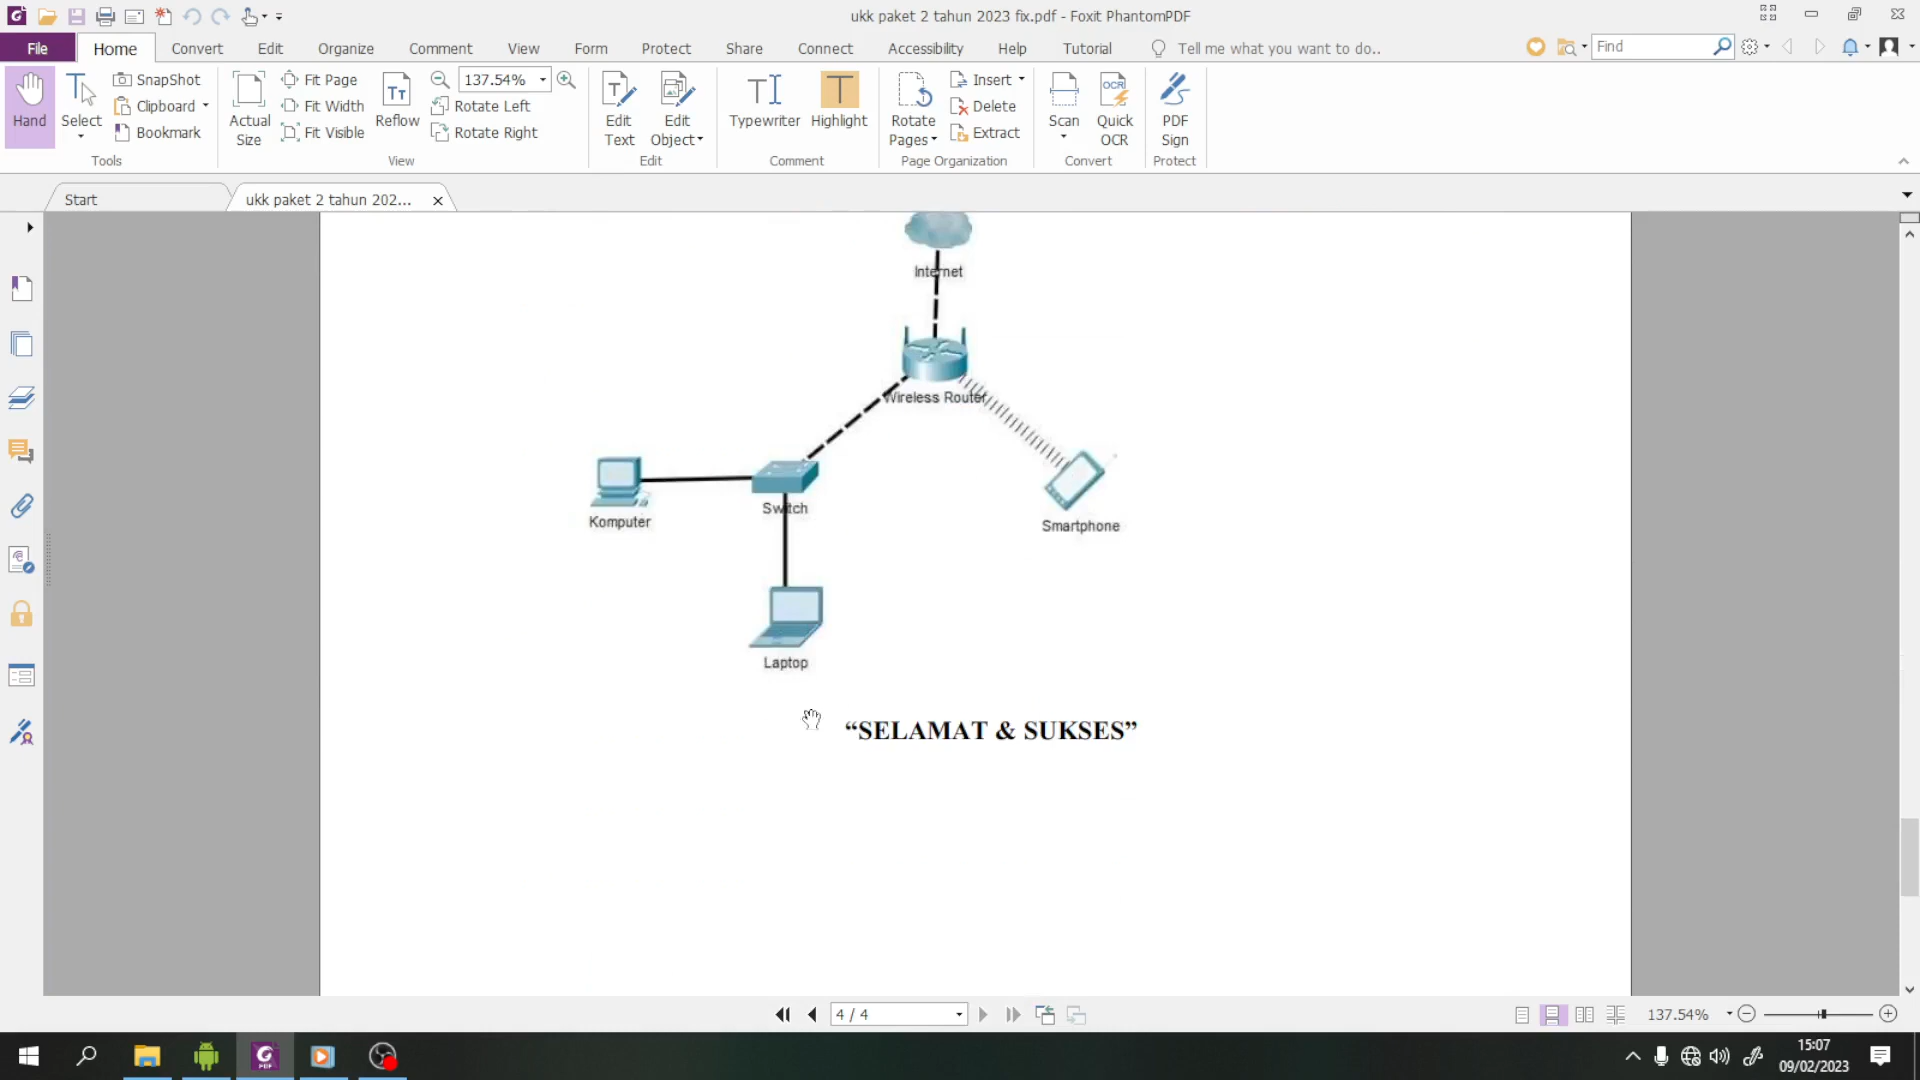 ukk paket 2 tahun 2023 fix.pdf - Foxit PhantomPDF
File Home Convert Edit Organize Comment View Form Protect Share Connect Accessibility Help Tutorial Tell me what you want to do.. Find
Hand
Select
SnapShot
Clipboard
Bookmark
Tools
Actual Size
Fit Page
Fit Width
Fit Visible
Reflow
137.54%
Rotate Left
Rotate Right
View
Edit Text
Edit Object
Edit
Typewriter
Highlight
Comment
Rotate Pages
Insert
Delete
Extract
Page Organization
Scan
Quick OCR
Convert
PDF Sign
Protect
Start
ukk paket 2 tahun 202...
Internet
Wireless Router
Komputer
Switch
Smartphone
Laptop
“SELAMAT & SUKSES”
4 / 4
137.54%
15:07
09/02/2023